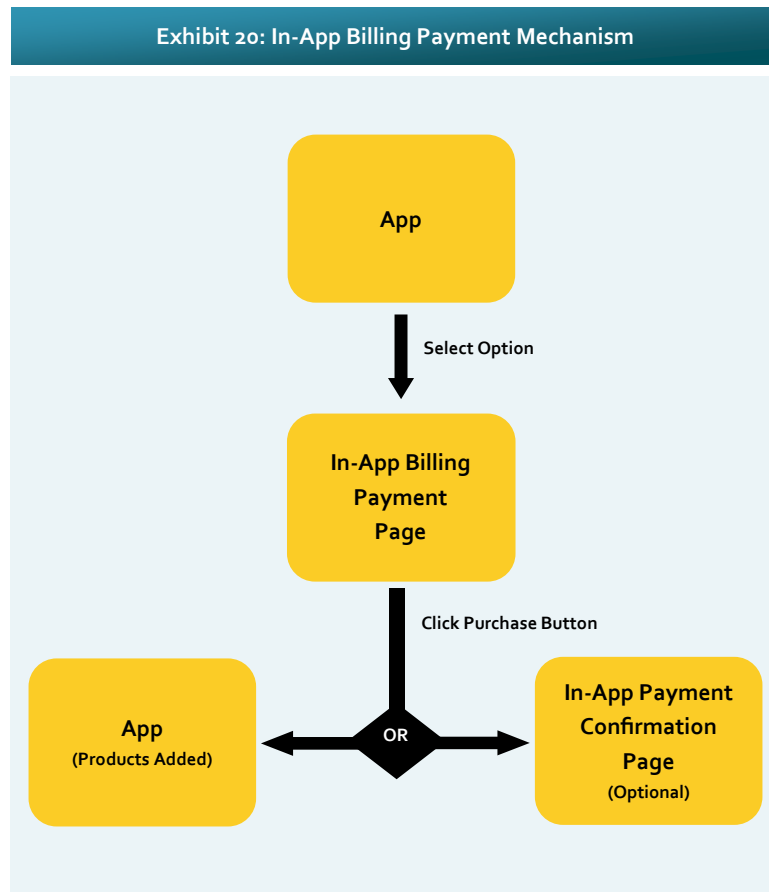 Exhibit 20: In-App Billing Payment Mechanism
App
Select Option
In-App Billing
Payment
Page
Click Purchase Button
App
(Products Added)
OR
In-App Payment
Confirmation
Page
(Optional)